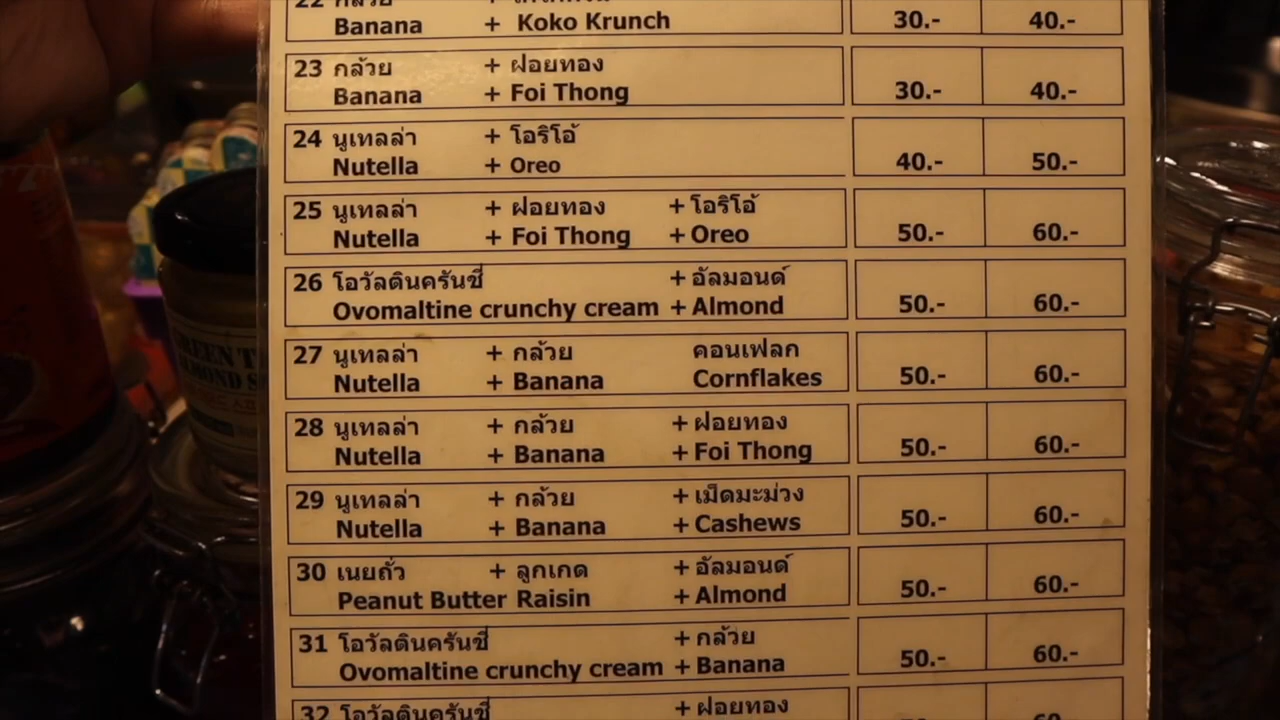 22 กล้วย +
Banana + Koko Krunch 30.- 40.-
23 กล้วย + ฝอยทอง
Banana + Foi Thong 30.- 40.-
24 นูเทลล่า + โอริโอ้
Nutella + Oreo 40.- 50.-
25 นูเทลล่า + ฝอยทอง + โอริโอ้
Nutella + Foi Thong + Oreo 50.- 60.-
26 โอวัลตินครันชี่ + อัลมอนด์
Ovomaltine crunchy cream + Almond 50.- 60.-
27 นูเทลล่า + กล้วย คอนเฟลก
Nutella + Banana Cornflakes 50.- 60.-
28 นูเทลล่า + กล้วย + ฝอยทอง
Nutella + Banana + Foi Thong 50.- 60.-
29 นูเทลล่า + กล้วย + เม็ดมะม่วง
Nutella + Banana + Cashews 50.- 60.-
30 เนยถั่ว + ลูกเกด + อัลมอนด์
Peanut Butter Raisin + Almond 50.- 60.-
31 โอวัลตินครันชี่ + กล้วย
Ovomaltine crunchy cream + Banana 50.- 60.-
32 โอวัลตินครันชี่ + ฝอยทอง